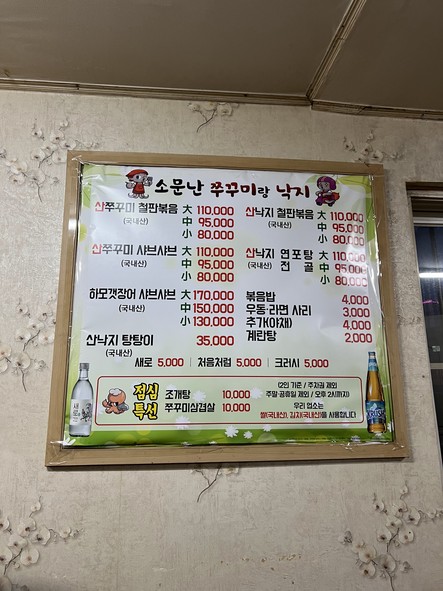 소문난 쭈꾸미랑 낙지
산쭈꾸미 철판볶음 대 110,000
(국내산) 中 95,000
小 80,000
산낙지 철판볶음 大 110,000
(국내산) 中 95,000
小 80,000
산쭈꾸미 샤브샤브 大 110,000
(국내산) 中 95,000
小 80,000
산낙지 연포탕 大 110,000
(국내산) 전골 中 95,000
小 80,000
하모갯장어 샤브샤브 大 170,000
(국내산) 中 150,000
小 130,000
볶음밥 4,000
우동·라면 사리 3,000
추가(야채) 4,000
계란탕 2,000
산낙지 탕탕이 35,000
(국내산)
새로 5,000 처음처럼 5,000 크러시 5,000
점심특선
조개탕 10,000
쭈꾸미삼겹살 10,000
(2인 기준 / 주차권 제외
주말·공휴일 제외 / 오후 2시까지)
우리 업소는
쌀(국내산), 김치(국내산)을 사용합니다
새로